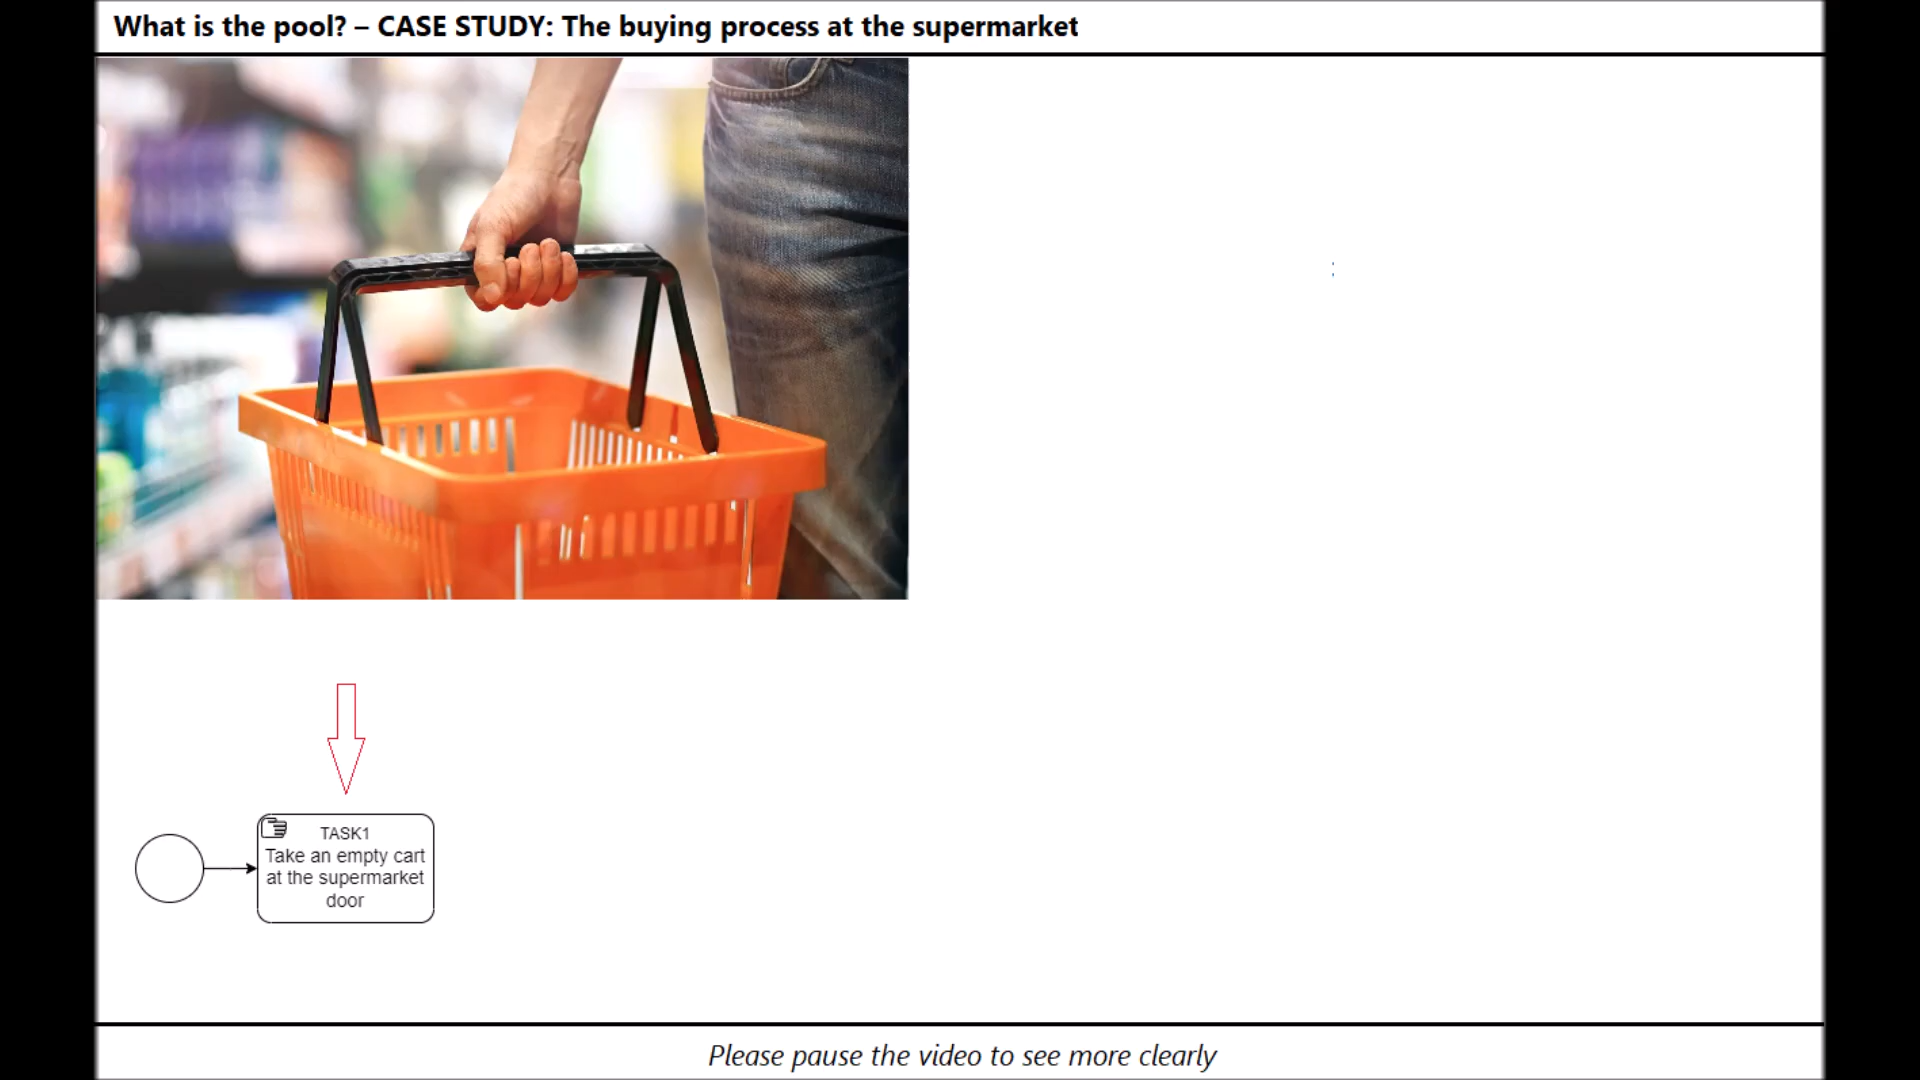 What is the pool? – CASE STUDY: The buying process at the supermarket
TASK1
Take an empty cart
at the supermarket
door
Please pause the video to see more clearly